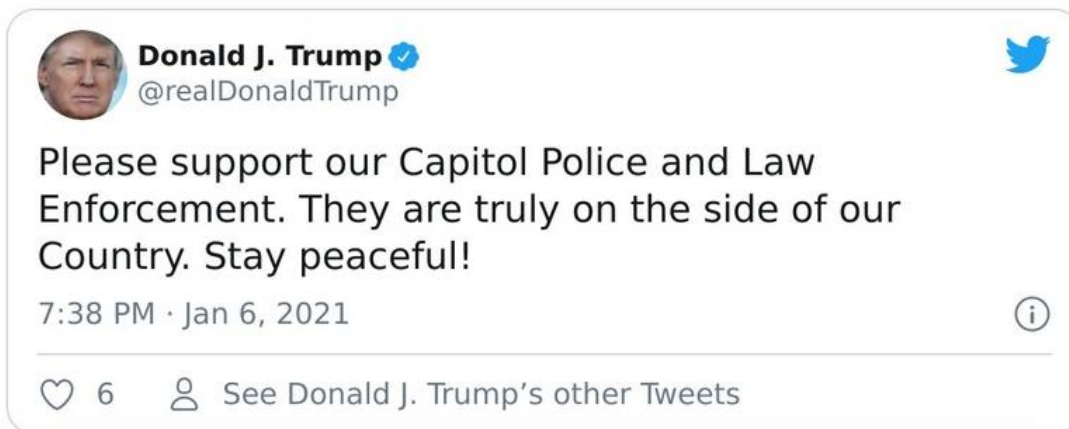 Donald J. Trump
@realDonaldTrump
Please support our Capitol Police and Law
Enforcement. They are truly on the side of our
Country. Stay peaceful!
7:38 PM · Jan 6, 2021
6 See Donald J. Trump’s other Tweets